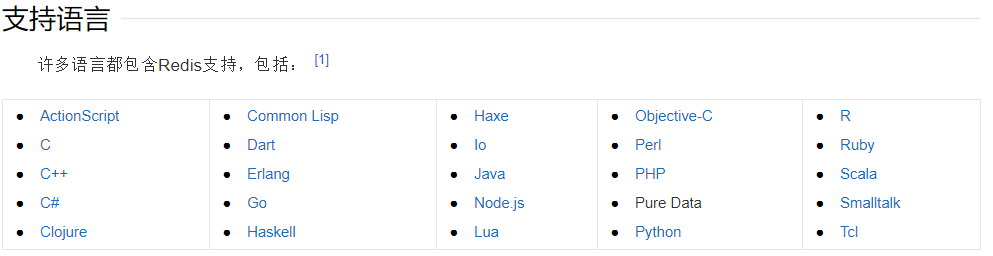 支持语言
许多语言都包含Redis支持，包括： [1]
ActionScript Common Lisp Haxe Objective-C R
C Dart Io Perl Ruby
C++ Erlang Java PHP Scala
C# Go Node.js Pure Data Smalltalk
Clojure Haskell Lua Python Tcl